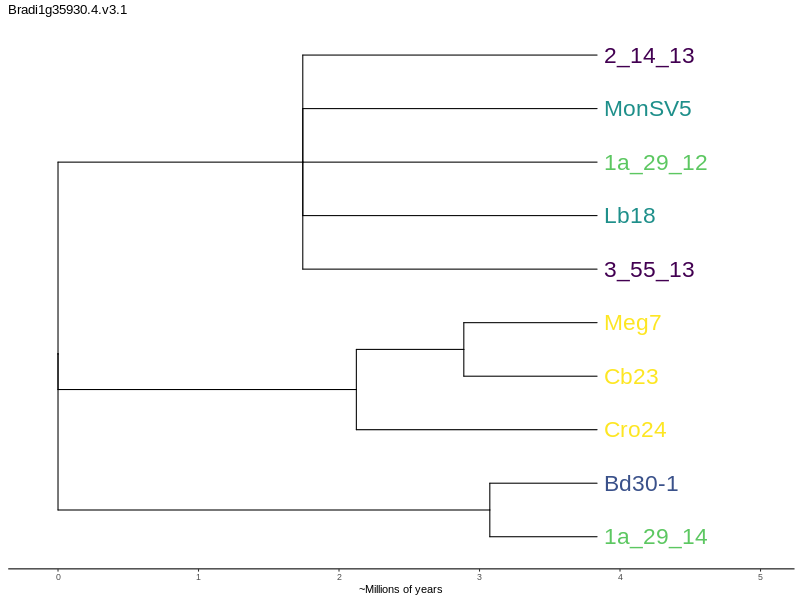 Bradi1g35930.4.v3.1
2_14_13
MonSV5
1a_29_12
Lb18
3_55_13
Meg7
Cb23
Cro24
Bd30-1
1a_29_14
0 1 2 3 4 5
~Millions of years